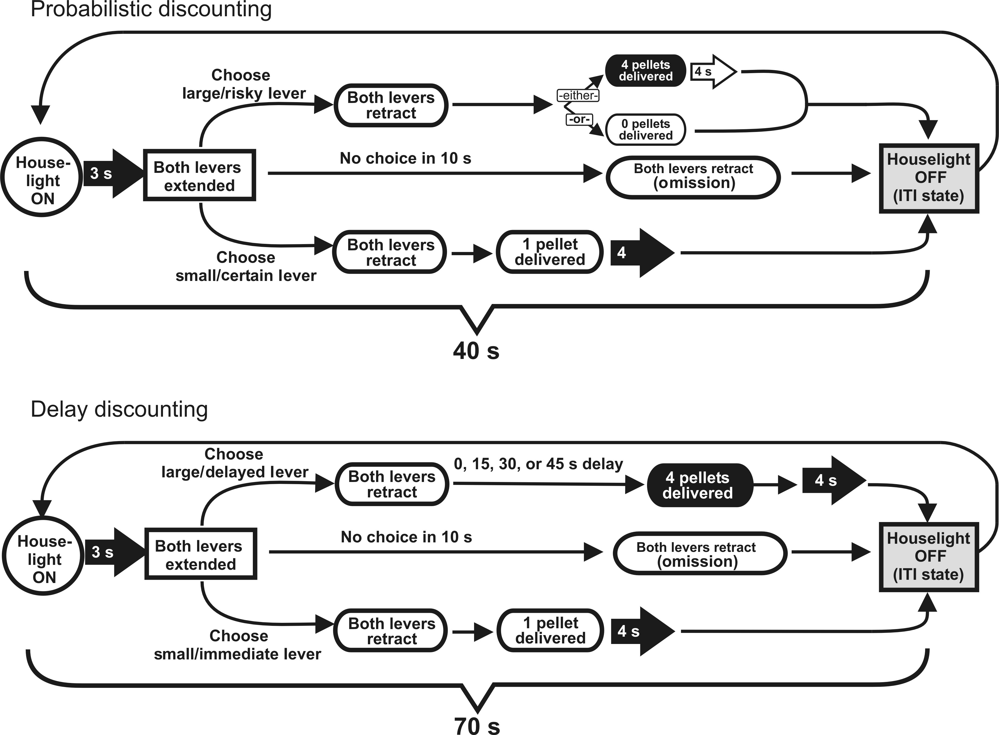 Probabilistic discounting
Choose
large/risky lever
Both levers
retract
-either-
-or-
4 pellets
delivered
4 s
0 pellets
delivered
House-
light
ON
3 s
Both levers
extended
No choice in 10 s
Both levers retract
(omission)
Houselight
OFF
(ITI state)
Choose
small/certain lever
Both levers
retract
1 pellet
delivered
4
40 s
Delay discounting
Choose
large/delayed lever
Both levers
retract
0, 15, 30, or 45 s delay
4 pellets
delivered
4 s
House-
light
ON
3 s
Both levers
extended
No choice in 10 s
Both levers retract
(omission)
Houselight
OFF
(ITI state)
Choose
small/immediate lever
Both levers
retract
1 pellet
delivered
4 s
70 s